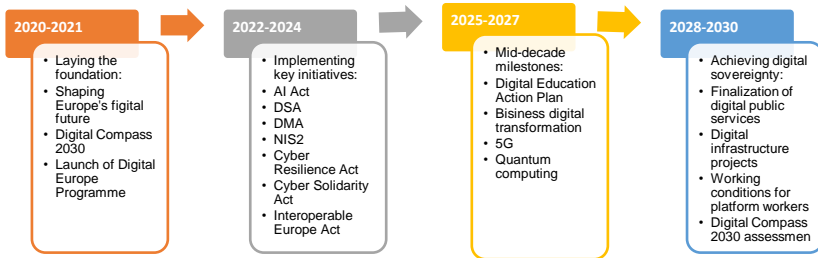 2020-2021
• Laying the
foundation:
• Shaping
Europe's figital
future
• Digital Compass
2030
• Launch of Digital
Europe
Programme
2022-2024
• Implementing
key initiatives:
• AI Act
• DSA
• DMA
• NIS2
• Cyber
Resilience Act
• Cyber Solidarity
Act
• Interoperable
Europe Act
2025-2027
• Mid-decade
milestones:
• Digital Education
Action Plan
• Bisiness digital
transformation
• 5G
• Quantum
computing
2028-2030
• Achieving digital
sovereignty:
• Finalization of
digital public
services
• Digital
infrastructure
projects
• Working
conditions for
platform workers
• Digital Compass
2030 assessmen